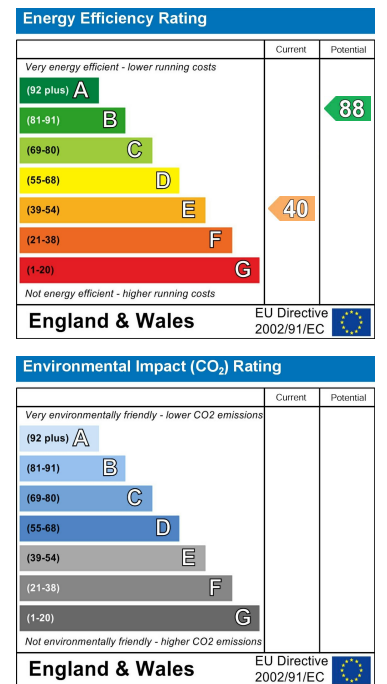 Energy Efficiency Rating
Current Potential
Very energy efficient - lower running costs
(92 plus) A
(81-91) B
88
(69-80) C
(55-68) D
(39-54) E
40
(21-38) F
(1-20) G
Not energy efficient - higher running costs
England & Wales
EU Directive
2002/91/EC
Environmental Impact (CO₂) Rating
Current Potential
Very environmentally friendly - lower CO2 emissions
(92 plus) A
(81-91) B
(69-80) C
(55-68) D
(39-54) E
(21-38) F
(1-20) G
Not environmentally friendly - higher CO2 emissions
England & Wales
EU Directive
2002/91/EC